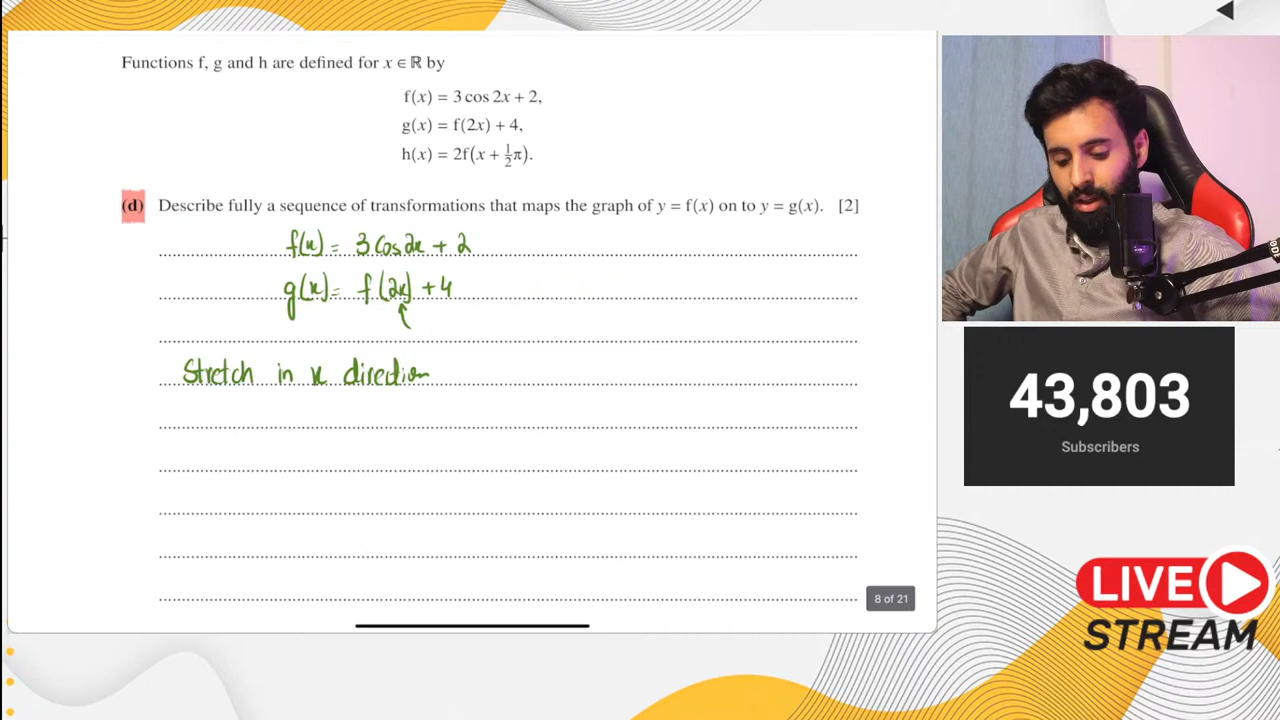 Functions f, g and h are defined for x ∈ ℝ by
f(x) = 3 cos 2x + 2,
g(x) = f(2x) + 4,
h(x) = 2f(x + ½π).
(d) Describe fully a sequence of transformations that maps the graph of y = f(x) on to y = g(x). [2]
f(x) = 3 cos 2x + 2
g(x) = f(2x) + 4
Stretch in x direction
8 of 21
43,803
Subscribers
LIVE
STREAM